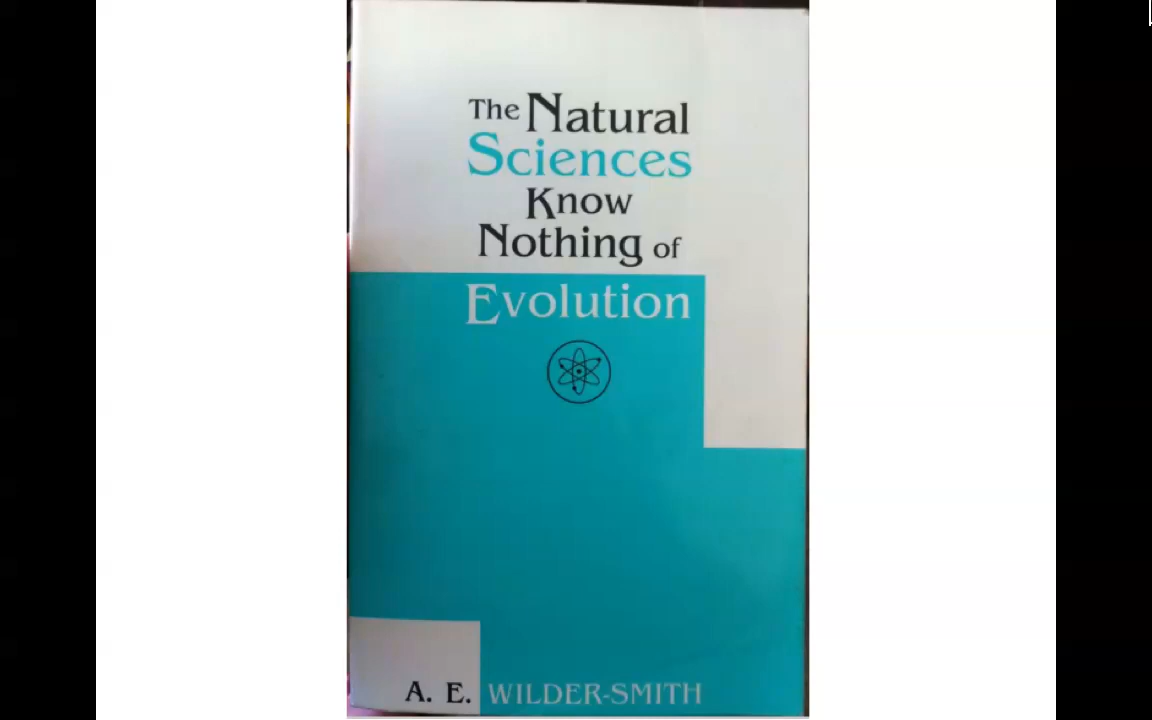 The Natural
Sciences
Know
Nothing of
Evolution
A. E. WILDER-SMITH